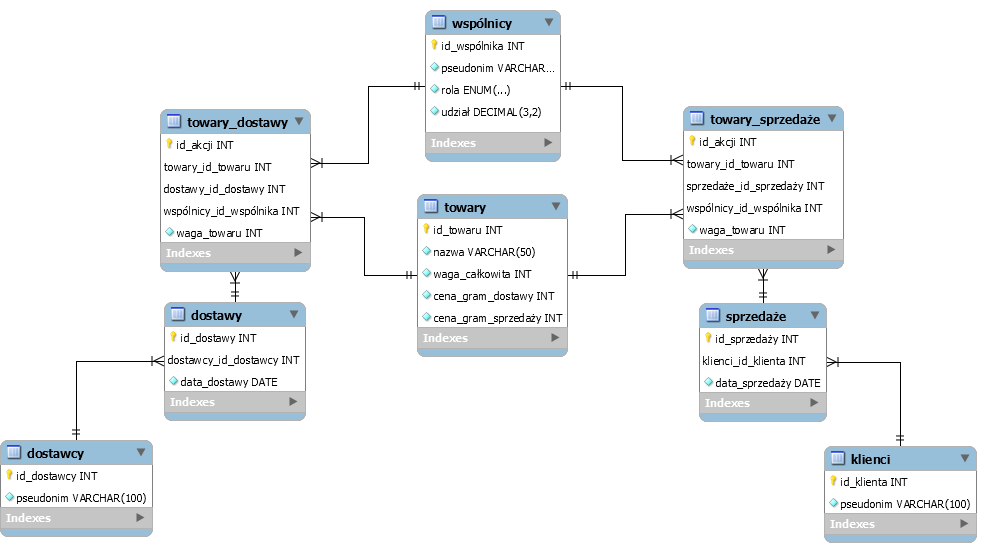 wspólnicy
id_wspólnika INT
pseudonim VARCHAR...
rola ENUM(...)
udział DECIMAL(3,2)
Indexes
towary_dostawy
id_akcji INT
towary_id_towaru INT
dostawy_id_dostawy INT
wspólnicy_id_wspólnika INT
waga_towaru INT
Indexes
towary_sprzedaże
id_akcji INT
towary_id_towaru INT
sprzedaże_id_sprzedaży INT
wspólnicy_id_wspólnika INT
waga_towaru INT
Indexes
towary
id_towaru INT
nazwa VARCHAR(50)
waga_całkowita INT
cena_gram_dostawy INT
cena_gram_sprzedaży INT
Indexes
dostawy
id_dostawy INT
dostawcy_id_dostawcy INT
data_dostawy DATE
Indexes
sprzedaże
id_sprzedaży INT
klienci_id_klienta INT
data_sprzedaży DATE
Indexes
dostawcy
id_dostawcy INT
pseudonim VARCHAR(100)
Indexes
klienci
id_klienta INT
pseudonim VARCHAR(100)
Indexes